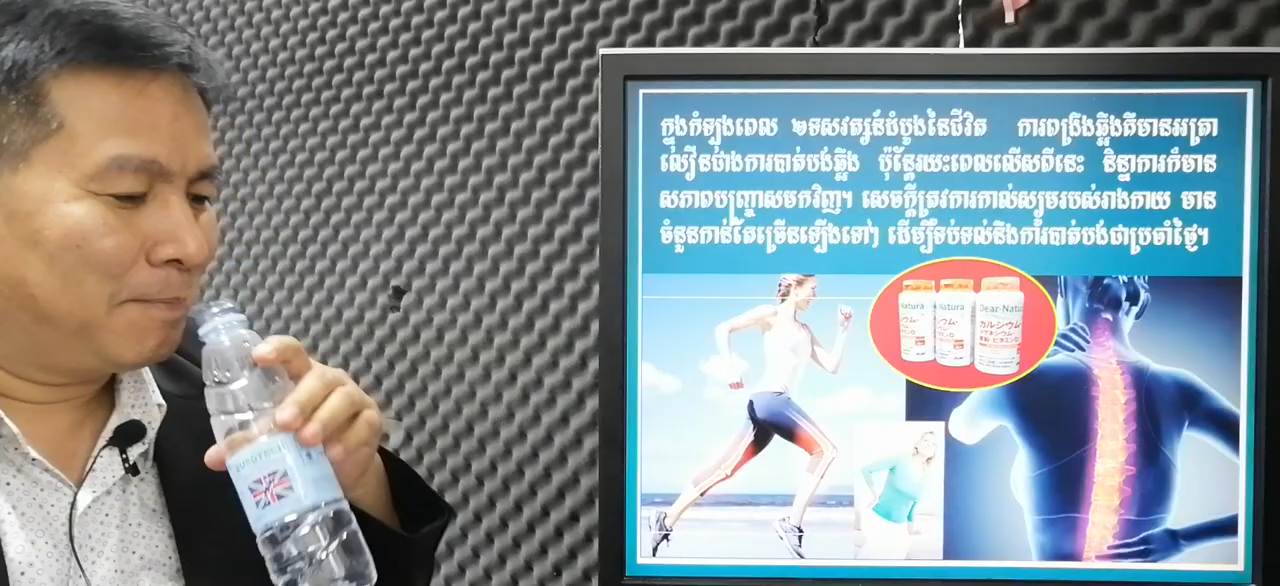 ក្នុងកំឡុងពេល ២ទសវត្សន៍ដំបូងនៃជីវិត ការពង្រឹងឆ្អឹងគឺមានអត្រា
លឿនជាងការបាត់បង់ឆ្អឹង ប៉ុន្តែរយះពេលលើសពីនេះ និន្នាការក៏មាន
សភាពបញ្ច្រាសមកវិញ។ សេចក្តីត្រូវការកាល់ស្យូមរបស់រាងកាយ មាន
ចំនួនកាន់តែច្រើនឡើងទៅៗ ដើម្បីទប់ទល់នឹងការបាត់បង់ជាប្រចាំថ្ងៃ។
Natura
Natura
Dear-Natu
カルシウム・